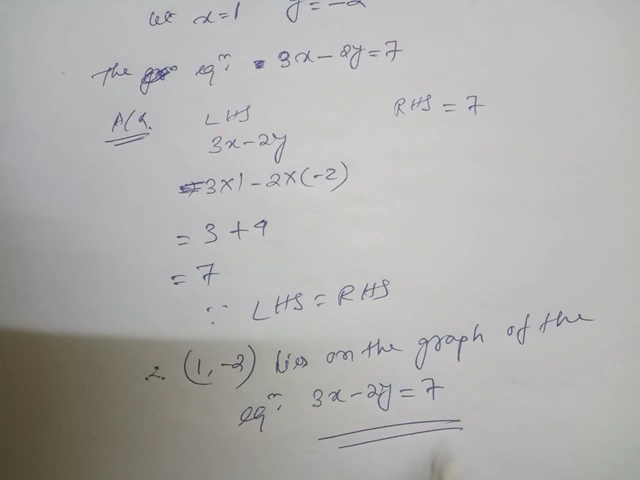 let x=1 y=-2
The eqⁿ. 3x-2y=7
A/Q. LHS RHS = 7
3x-2y
=3×1-2×(-2)
= 3+4
= 7
∵ LHS = RHS
∴ (1,-2) lies on the graph of the
eqⁿ. 3x-2y=7